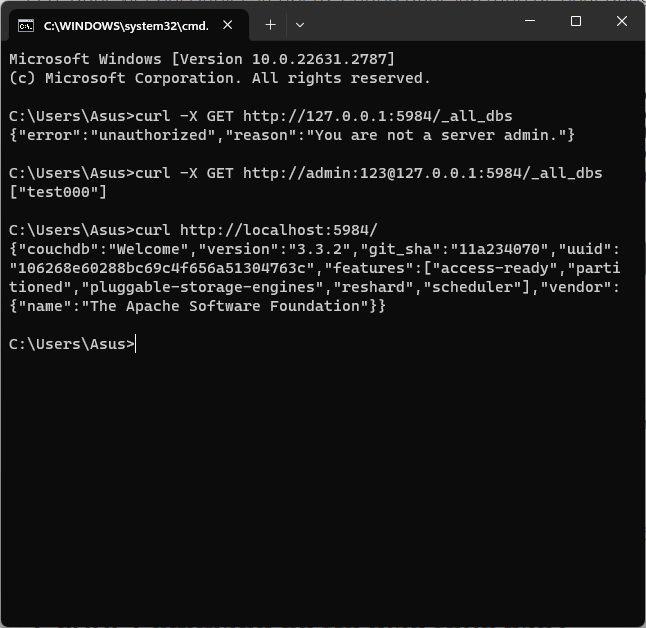 C:\WINDOWS\system32\cmd.
Microsoft Windows [Version 10.0.22631.2787]
(c) Microsoft Corporation. All rights reserved.
C:\Users\Asus>curl -X GET http://127.0.0.1:5984/_all_dbs
{"error":"unauthorized","reason":"You are not a server admin."}
C:\Users\Asus>curl -X GET http://admin:123@127.0.0.1:5984/_all_dbs
["test000"]
C:\Users\Asus>curl http://localhost:5984/
{"couchdb":"Welcome","version":"3.3.2","git_sha":"11a234070","uuid":
"106268e60288bc69c4f656a51304763c","features":["access-ready","parti
tioned","pluggable-storage-engines","reshard","scheduler"],"vendor":
{"name":"The Apache Software Foundation"}}
C:\Users\Asus>